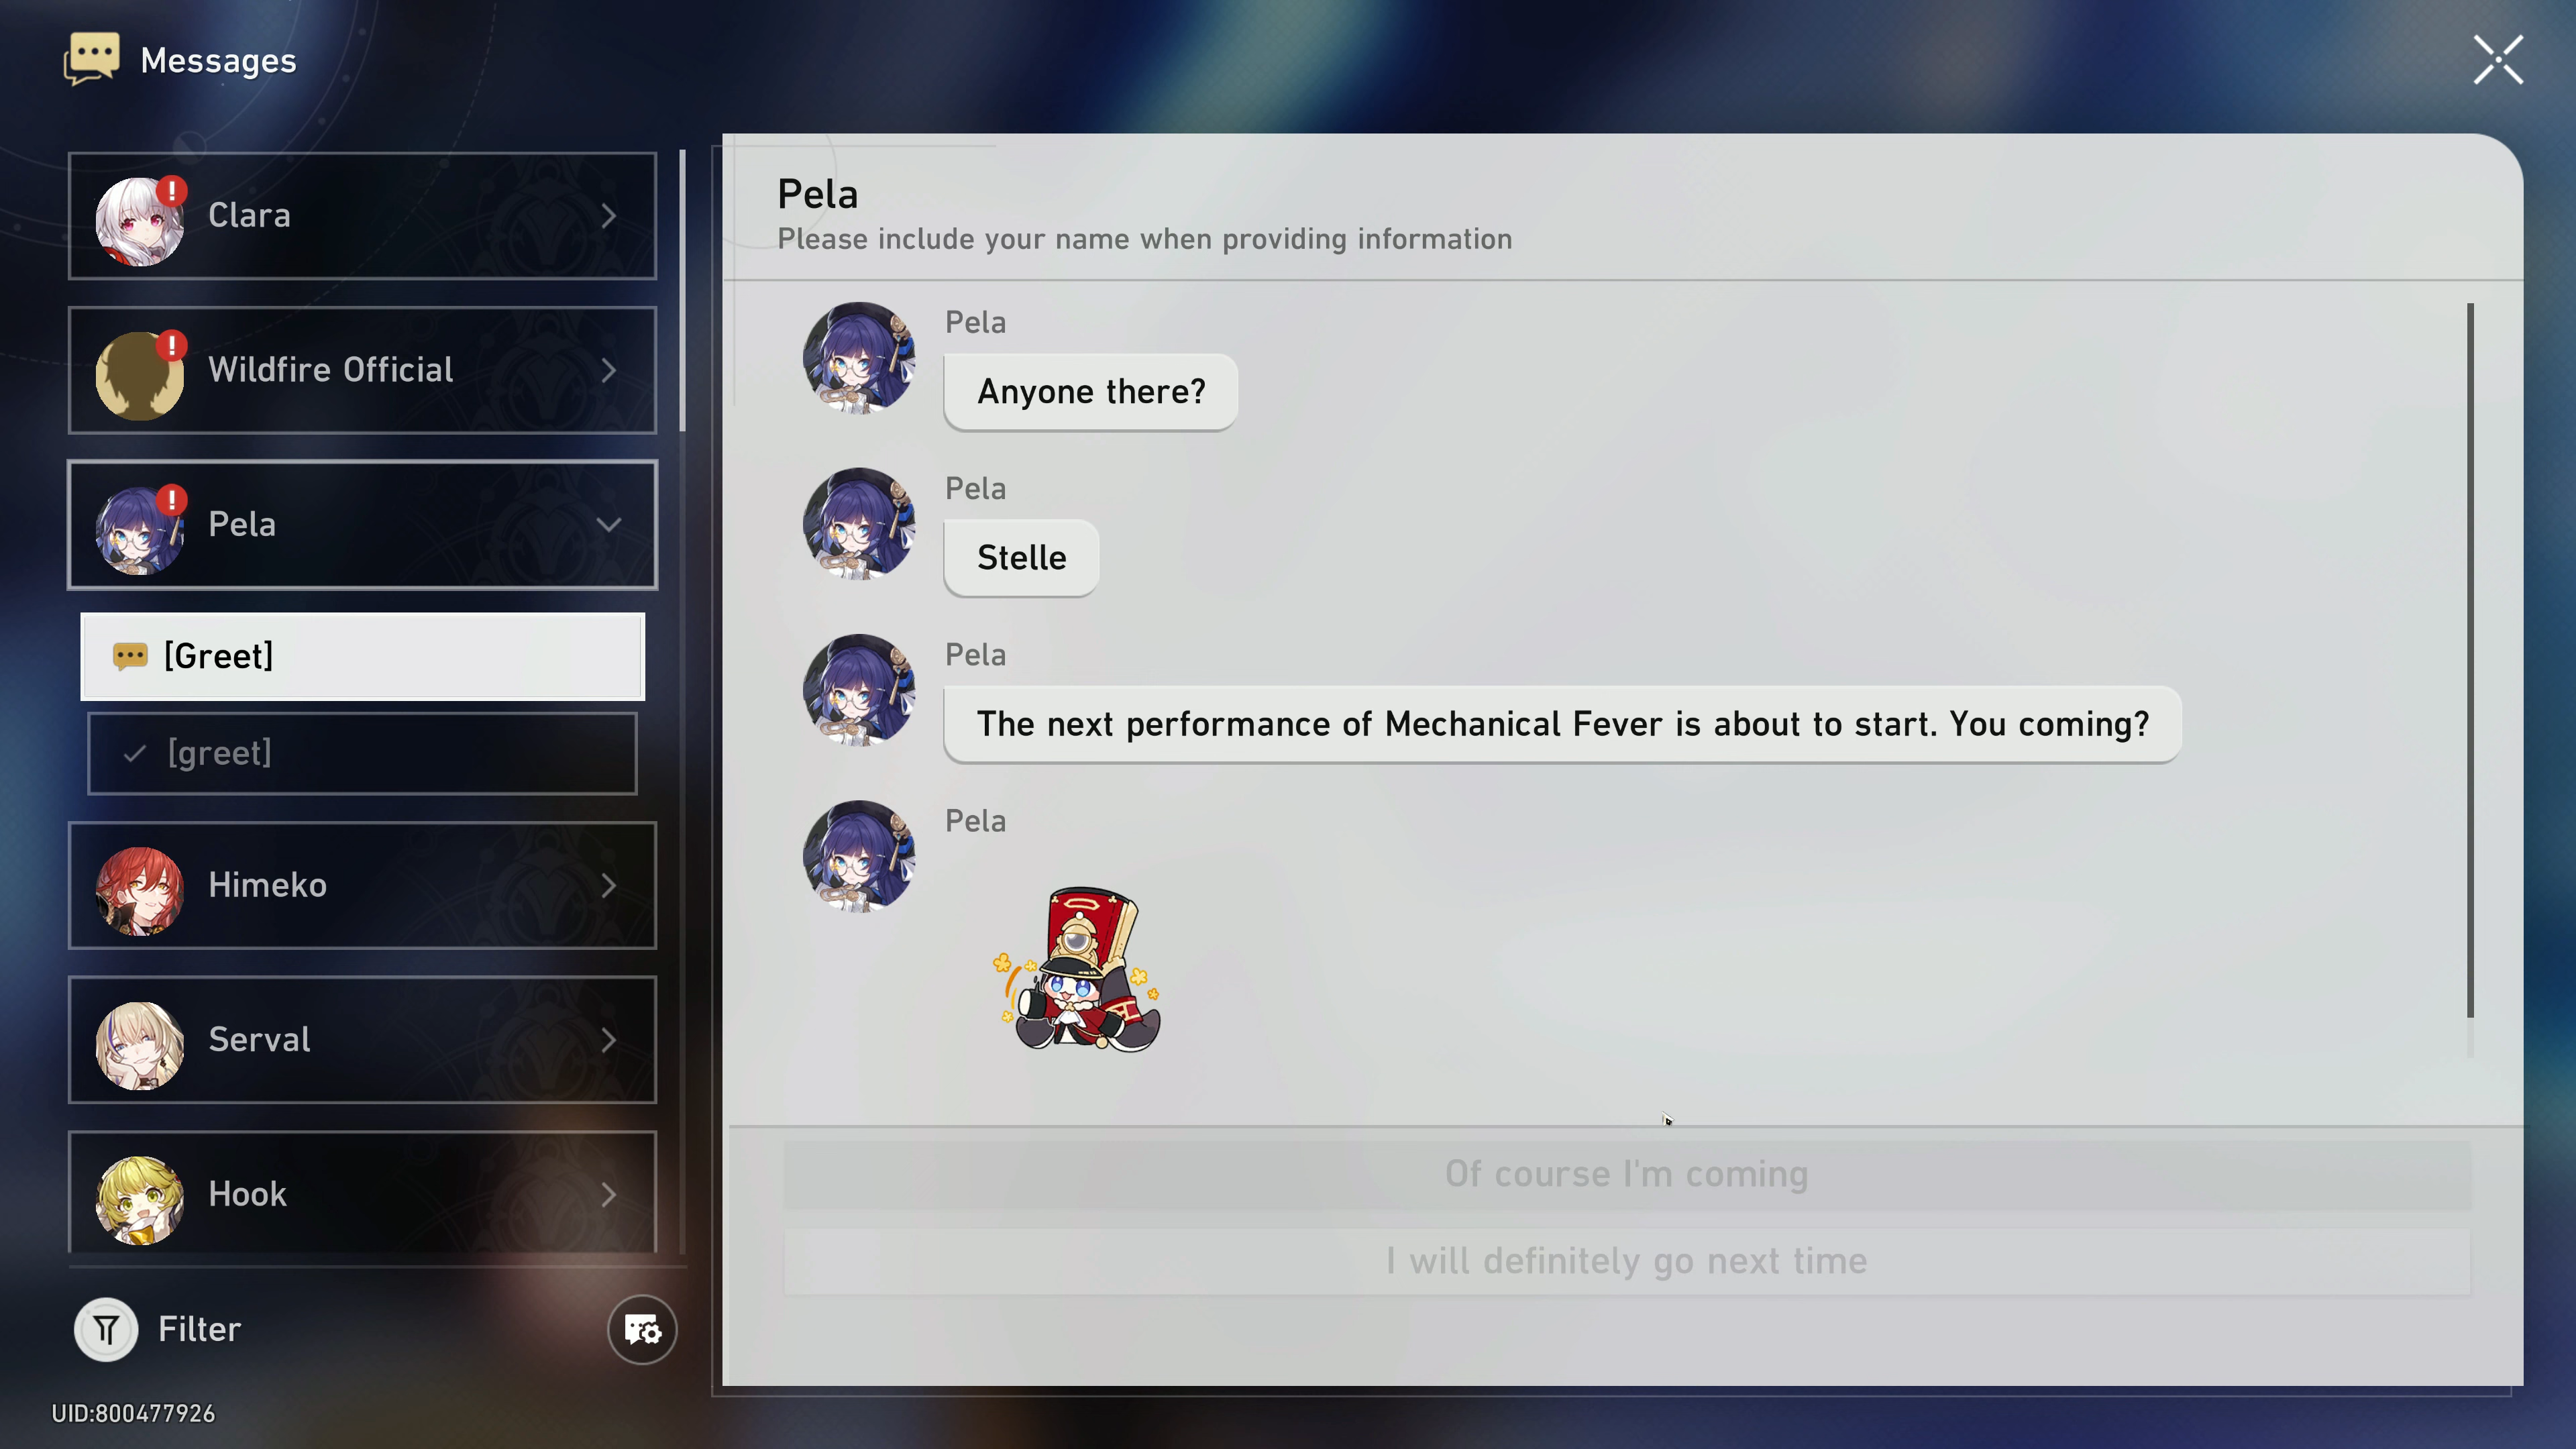 Messages
Clara
Wildfire Official
Pela
[Greet]
[greet]
Himeko
Serval
Hook
Filter
UID:800477926
Pela
Please include your name when providing information
Pela
Anyone there?
Pela
Stelle
Pela
The next performance of Mechanical Fever is about to start. You coming?
Pela
Of course I'm coming
I will definitely go next time